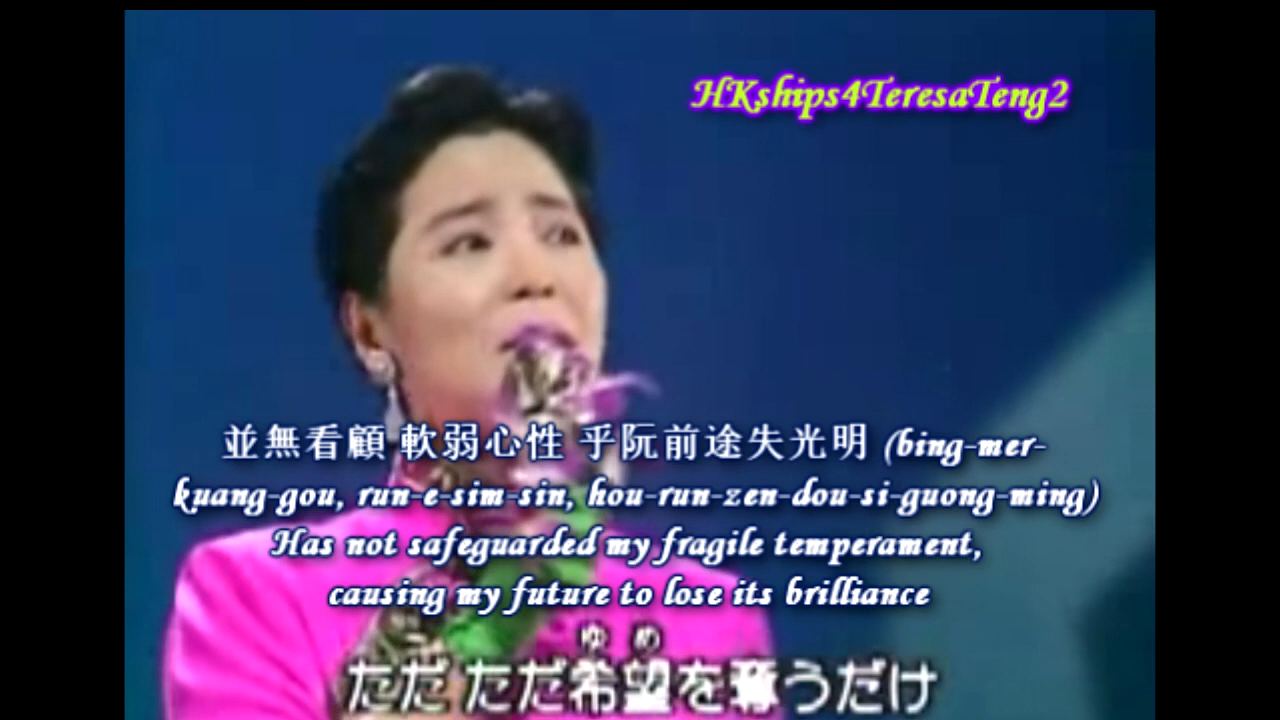 HKships4TeresaTeng2
並無看顧 軟弱心性 乎阮前途失光明 (bing-mer-
kuang-gou, run-e-sim-sin, hou-run-zen-dou-si-guong-ming)
Has not safeguarded my fragile temperament,
causing my future to lose its brilliance
ゆめ
ただ ただ希望を奪うだけ